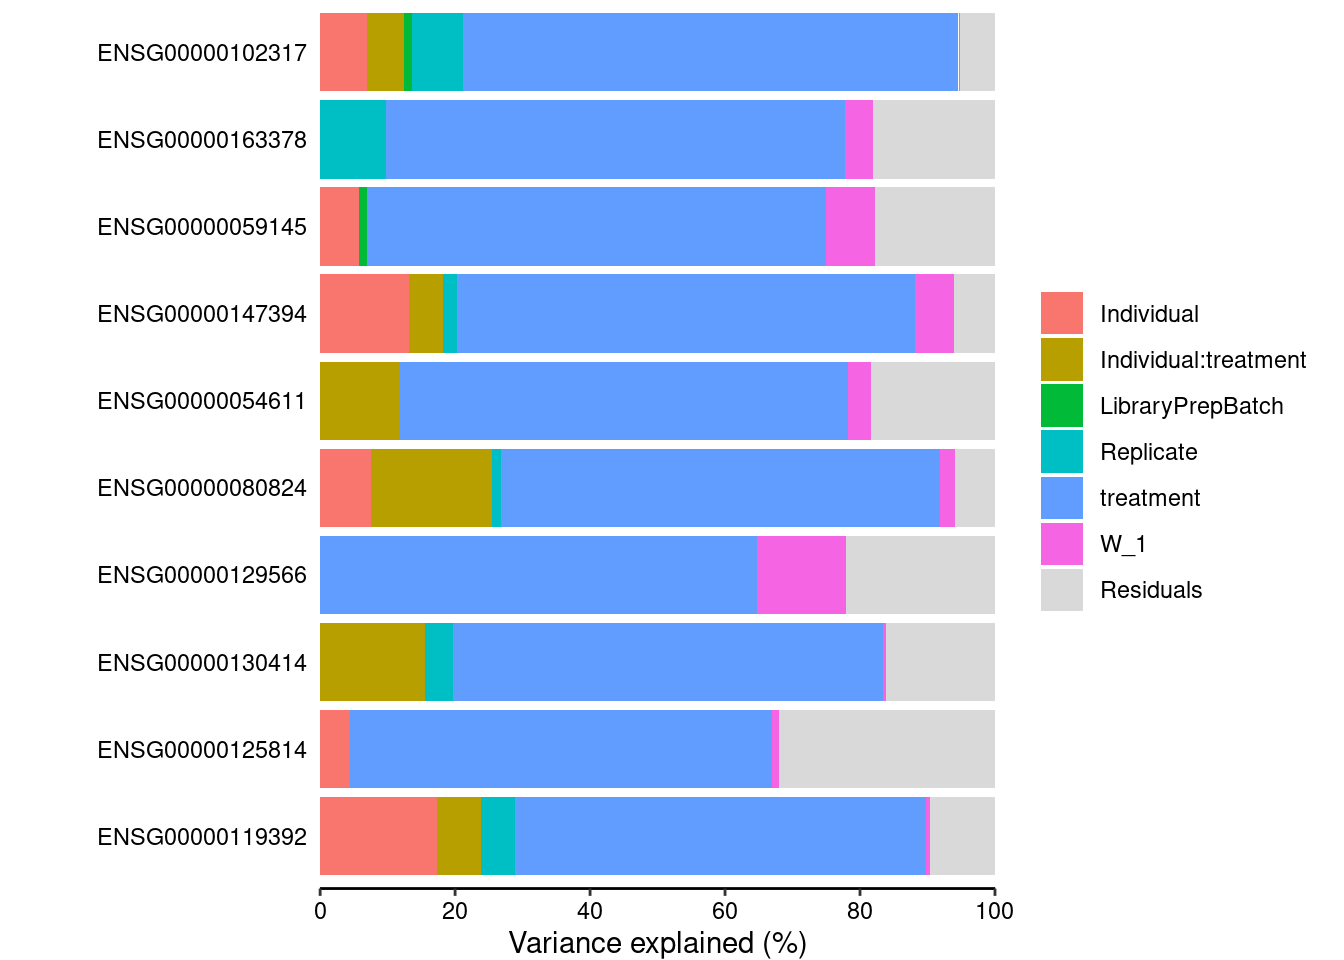 ENSG00000102317
ENSG00000163378
ENSG00000059145
ENSG00000147394
ENSG00000054611
ENSG00000080824
ENSG00000129566
ENSG00000130414
ENSG00000125814
ENSG00000119392
0 20 40 60 80 100
Variance explained (%)
Individual
Individual:treatment
LibraryPrepBatch
Replicate
treatment
W_1
Residuals